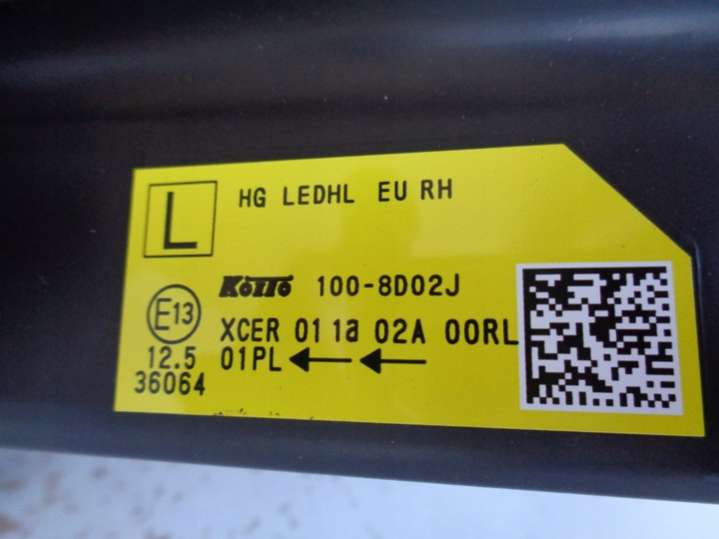 L
HG LEDHL EU RH
KOITO 100-8D02J
E13
XCER 01 1a 02A 00RL
12.5
01PL ← ←
36064